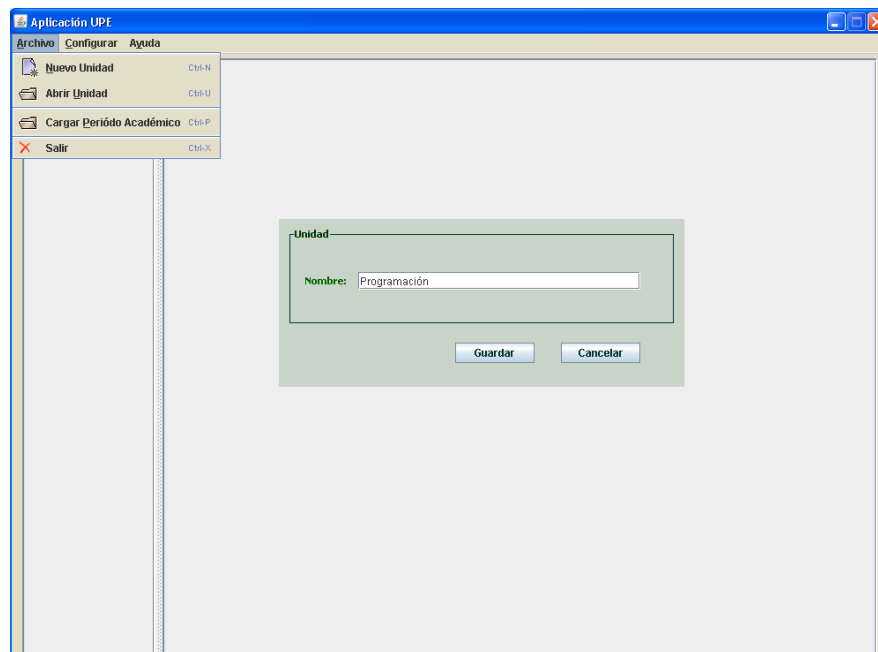 Aplicación UPE
Archivo Configurar Ayuda
Nuevo Unidad Ctrl-N
Abrir Unidad Ctrl-U
Cargar Periódo Académico Ctrl-P
Salir Ctrl-X
Unidad
Nombre: Programación
Guardar Cancelar